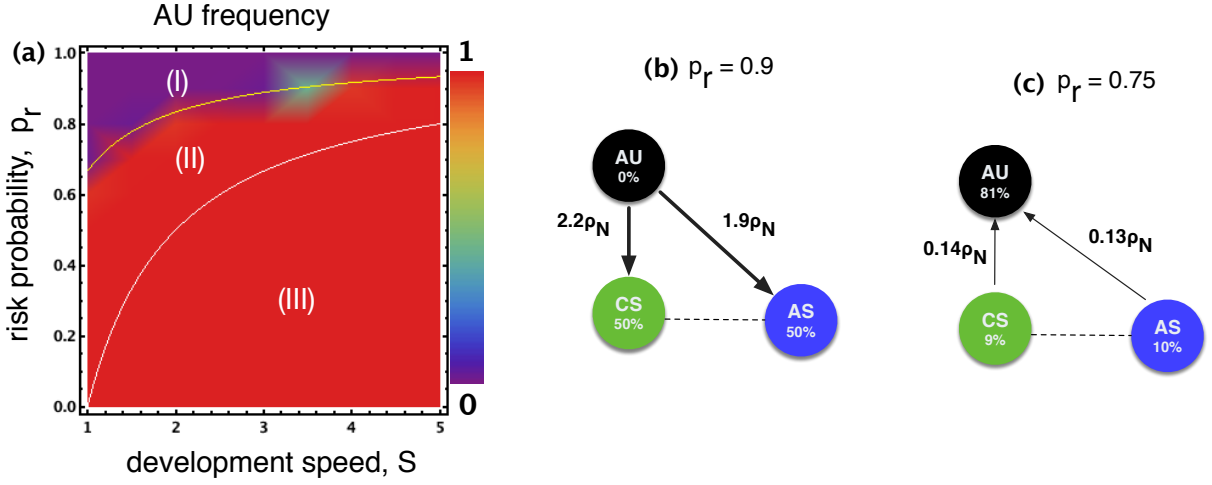 AU frequency
(a)
1.0
0.8
0.6
0.4
0.2
0.0
risk probability, pr
(I)
(II)
(III)
1
2
3
4
5
development speed, S
1
0
(b) pr = 0.9
AU
0%
2.2ρN
1.9ρN
CS
50%
AS
50%
(c) pr = 0.75
AU
81%
0.14ρN
0.13ρN
CS
9%
AS
10%